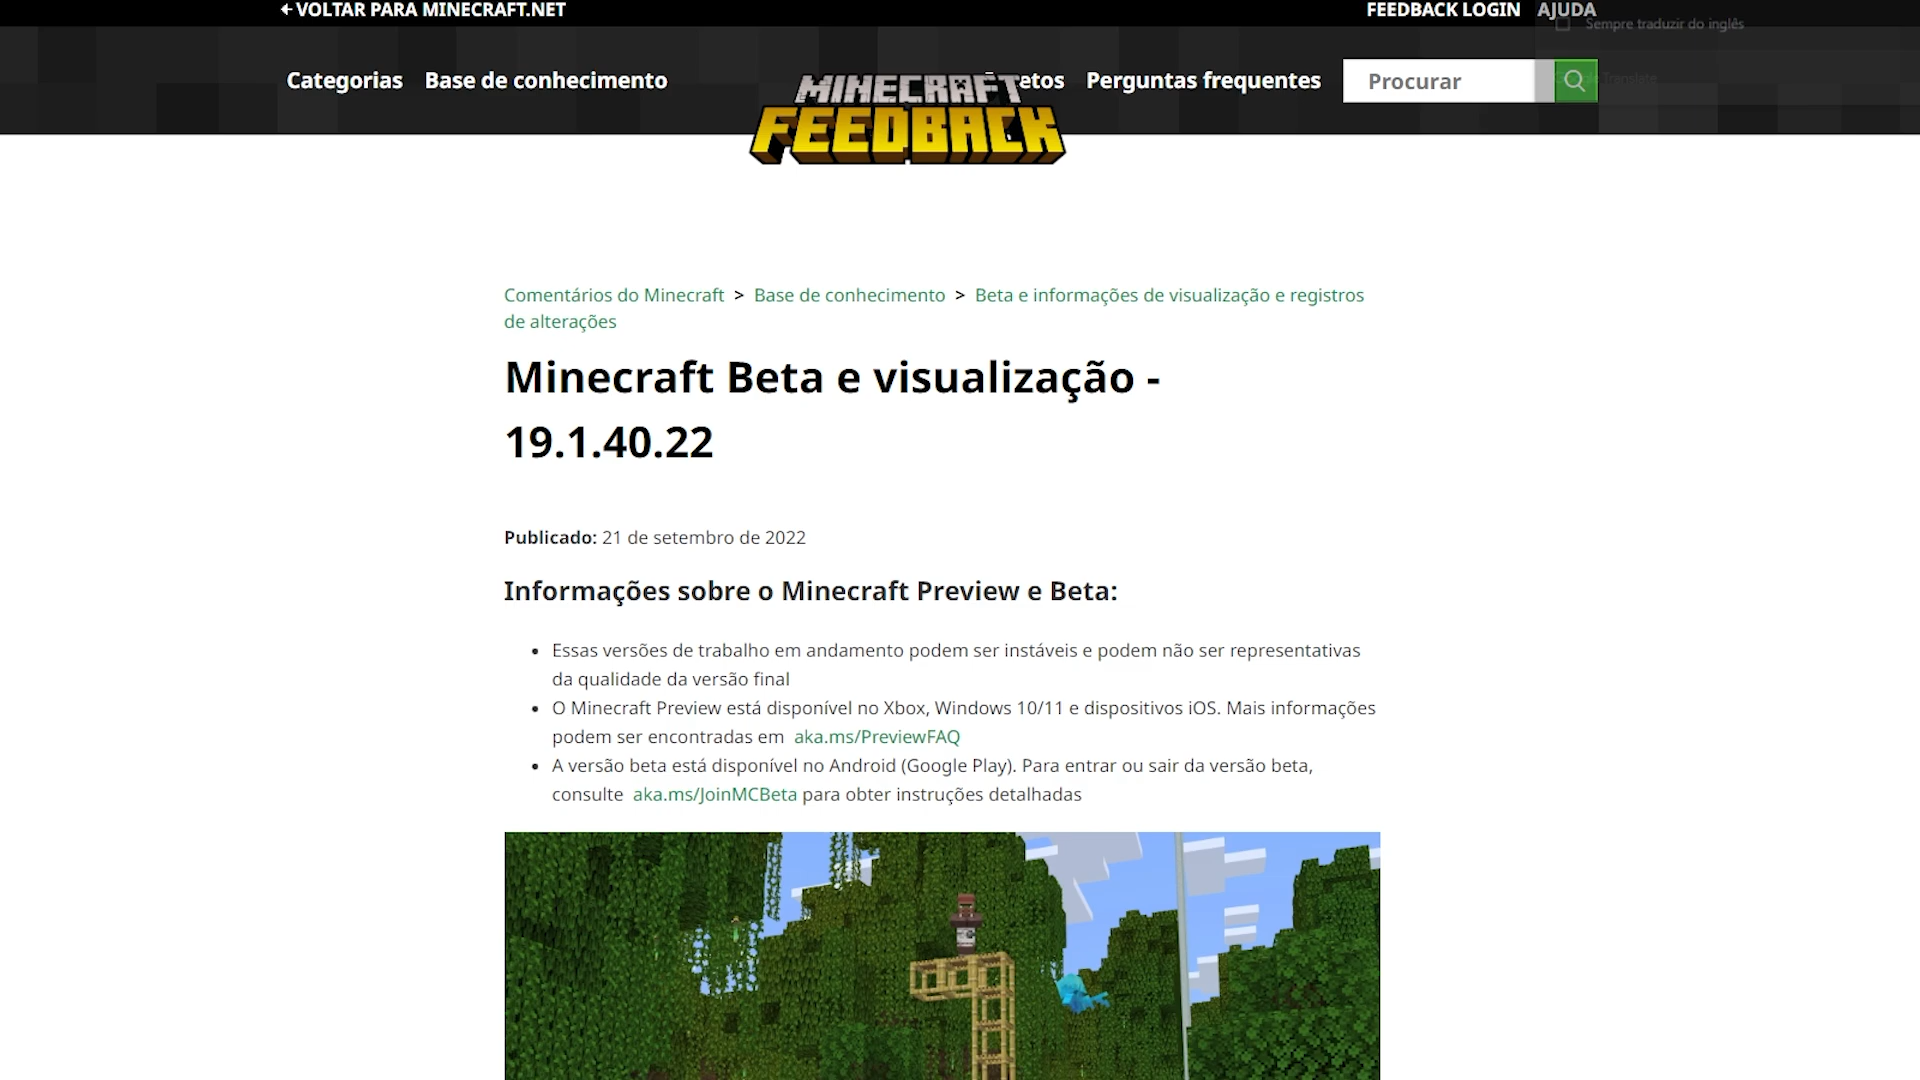 VOLTAR PARA MINECRAFT.NET
FEEDBACK LOGIN
AJUDA
Sempre traduzir do inglês
Categorias
Base de conhecimento
MINECRAFT
FEEDBACK
Perguntas frequentes
Procurar
Translate
Comentários do Minecraft > Base de conhecimento > Beta e informações de visualização e registros
de alterações
Minecraft Beta e visualização -
19.1.40.22
Publicado: 21 de setembro de 2022
Informações sobre o Minecraft Preview e Beta:
Essas versões de trabalho em andamento podem ser instáveis e podem não ser representativas
da qualidade da versão final
O Minecraft Preview está disponível no Xbox, Windows 10/11 e dispositivos iOS. Mais informações
podem ser encontradas em aka.ms/PreviewFAQ
A versão beta está disponível no Android (Google Play). Para entrar ou sair da versão beta,
consulte aka.ms/JoinMCBeta para obter instruções detalhadas